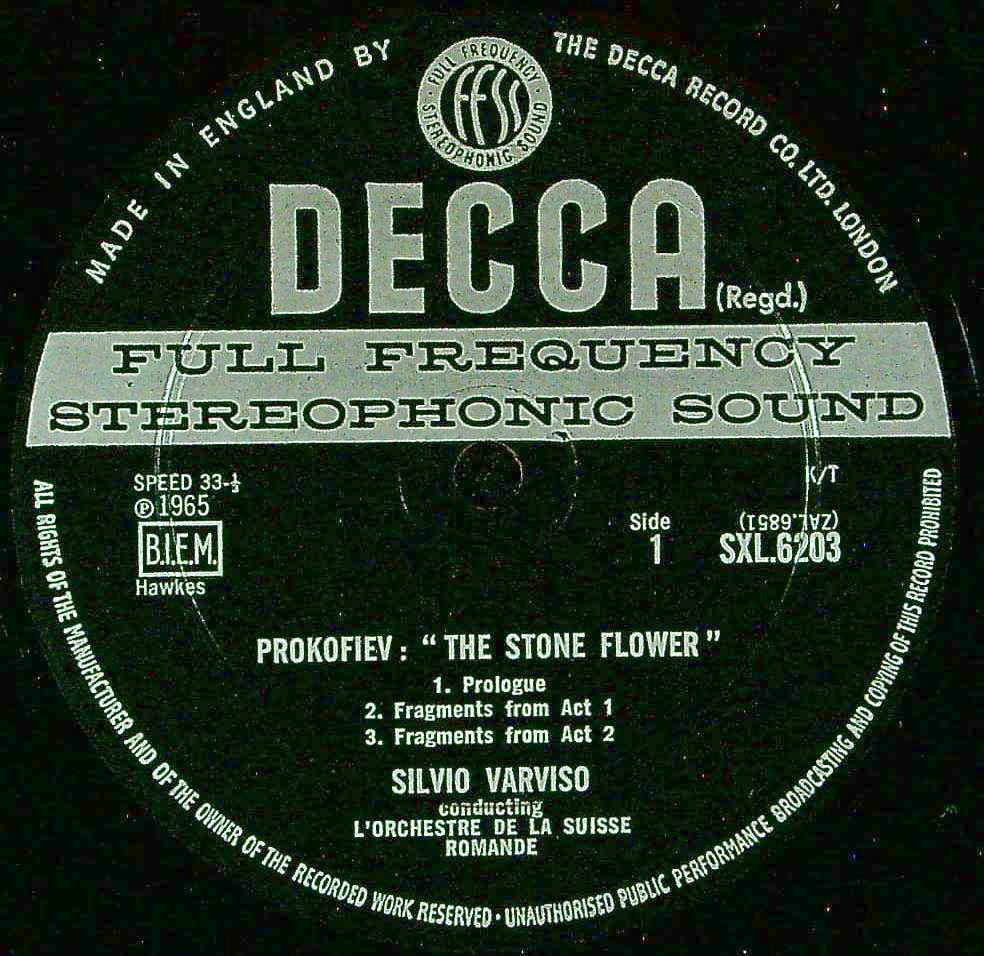 MADE IN ENGLAND BY
THE DECCA RECORD CO. LTD. LONDON
FULL FREQUENCY
FFSS
STEREOPHONIC SOUND
DECCA
(Regd.)
FULL FREQUENCY
STEREOPHONIC SOUND
SPEED 33-⅓
℗ 1965
B.I.E.M.
Hawkes
K/T
Side
1
(ZAL.6851)
SXL.6203
PROKOFIEV: “THE STONE FLOWER”
1. Prologue
2. Fragments from Act 1
3. Fragments from Act 2
SILVIO VARVISO
conducting
L'ORCHESTRE DE LA SUISSE
ROMANDE
ALL RIGHTS OF THE MANUFACTURER AND OF THE OWNER OF THE RECORDED WORK RESERVED · UNAUTHORISED PUBLIC PERFORMANCE BROADCASTING AND COPYING OF THIS RECORD PROHIBITED